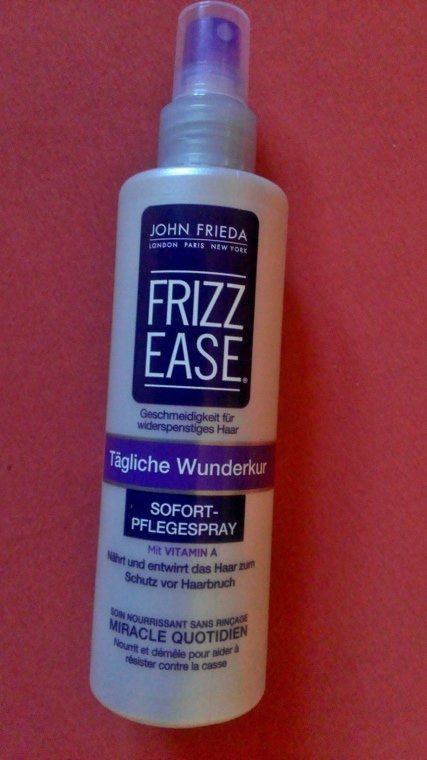 JOHN FRIEDA
LONDON PARIS NEW YORK
FRIZZ
EASE®
Geschmeidigkeit für
widerspenstiges Haar
Tägliche Wunderkur
SOFORT-
PFLEGESPRAY
Mit VITAMIN A
Nährt und entwirrt das Haar zum
Schutz vor Haarbruch
SOIN NOURRISSANT SANS RINÇAGE
MIRACLE QUOTIDIEN
Nourrit et démêle pour aider à
résister contre la casse